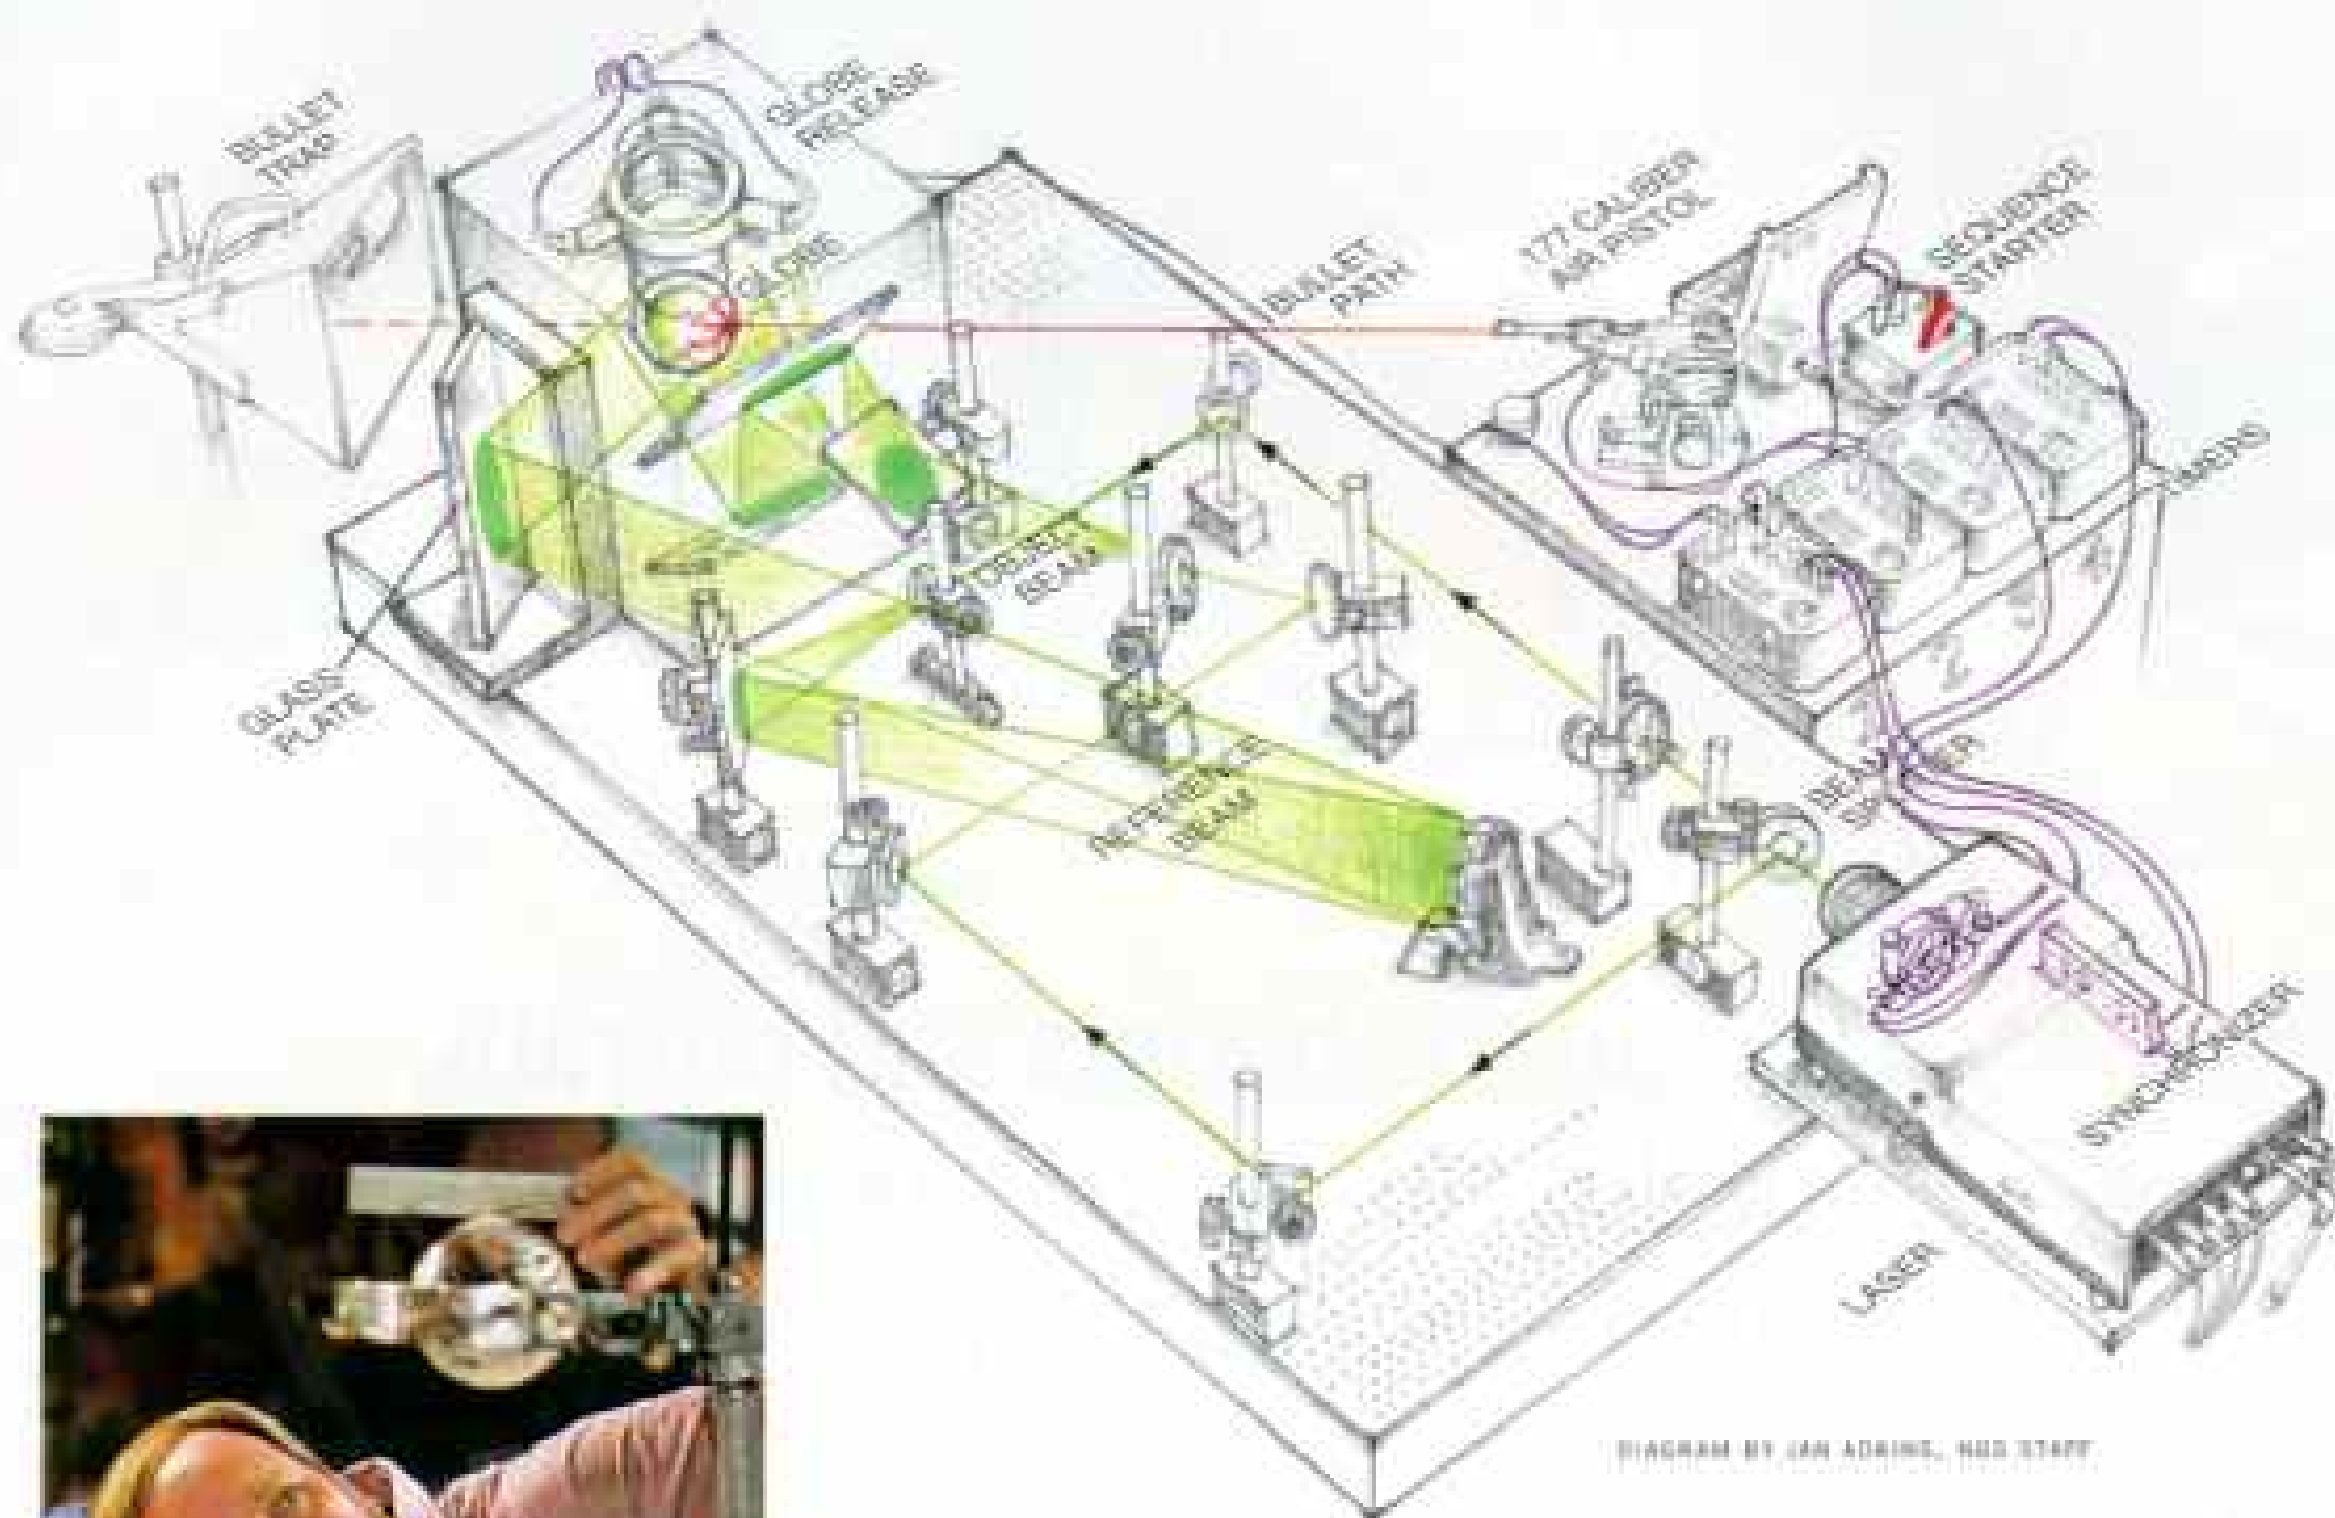 BULLET
TRAP
GLOBE
RELEASE
GLOBE
BULLET
PATH
177 CALIBER
AIR PISTOL
SEQUENCE
STARTER
OBJECT
BEAM
GLASS
PLATE
REFERENCE
BEAM
SYNCHRONIZER
LASER
DIAGRAM BY JAN ADKINS, NGS STAFF